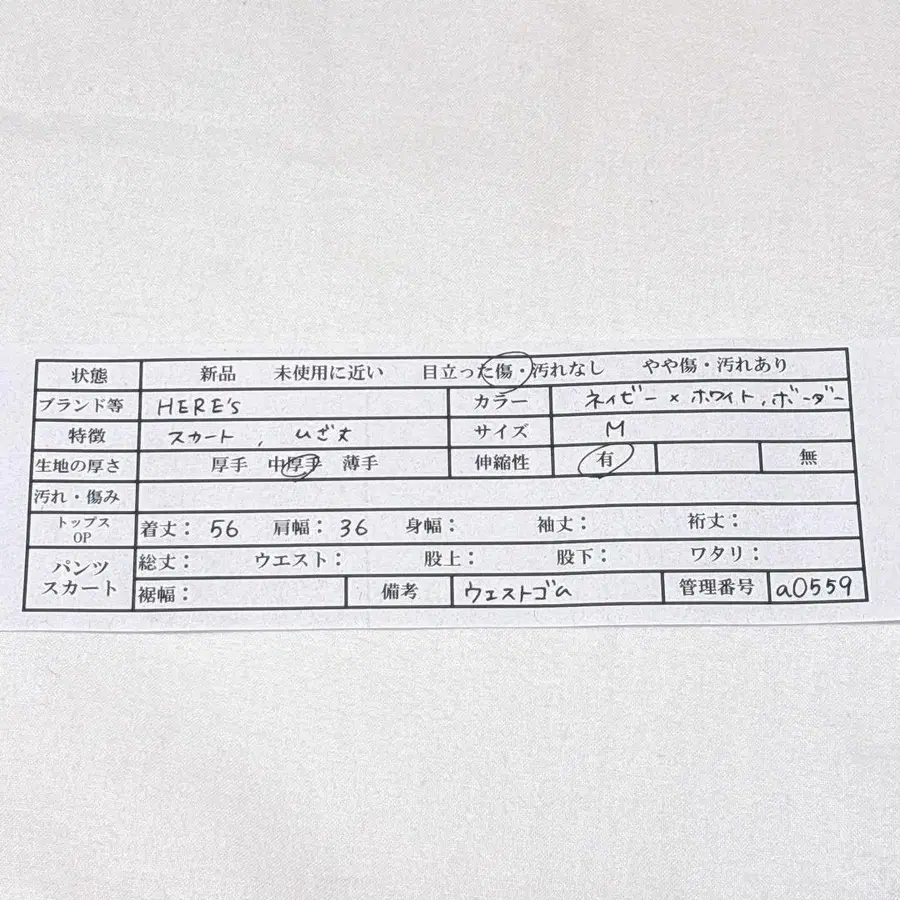 状態 新品 未使用に近い 目立った傷・汚れなし やや傷・汚れあり
ブランド等 HERE's カラー ネイビー × ホワイト, ボーダー
特徴 スカート , ひざ丈 サイズ M
生地の厚さ 厚手 中厚手 薄手 伸縮性 有 無
汚れ・傷み
トップス OP 着丈: 56 肩幅: 36 身幅: 袖丈: 裄丈:
パンツ スカート 総丈: ウエスト: 股上: 股下: ワタリ:
裾幅: 備考 ウエストゴム 管理番号 a0559